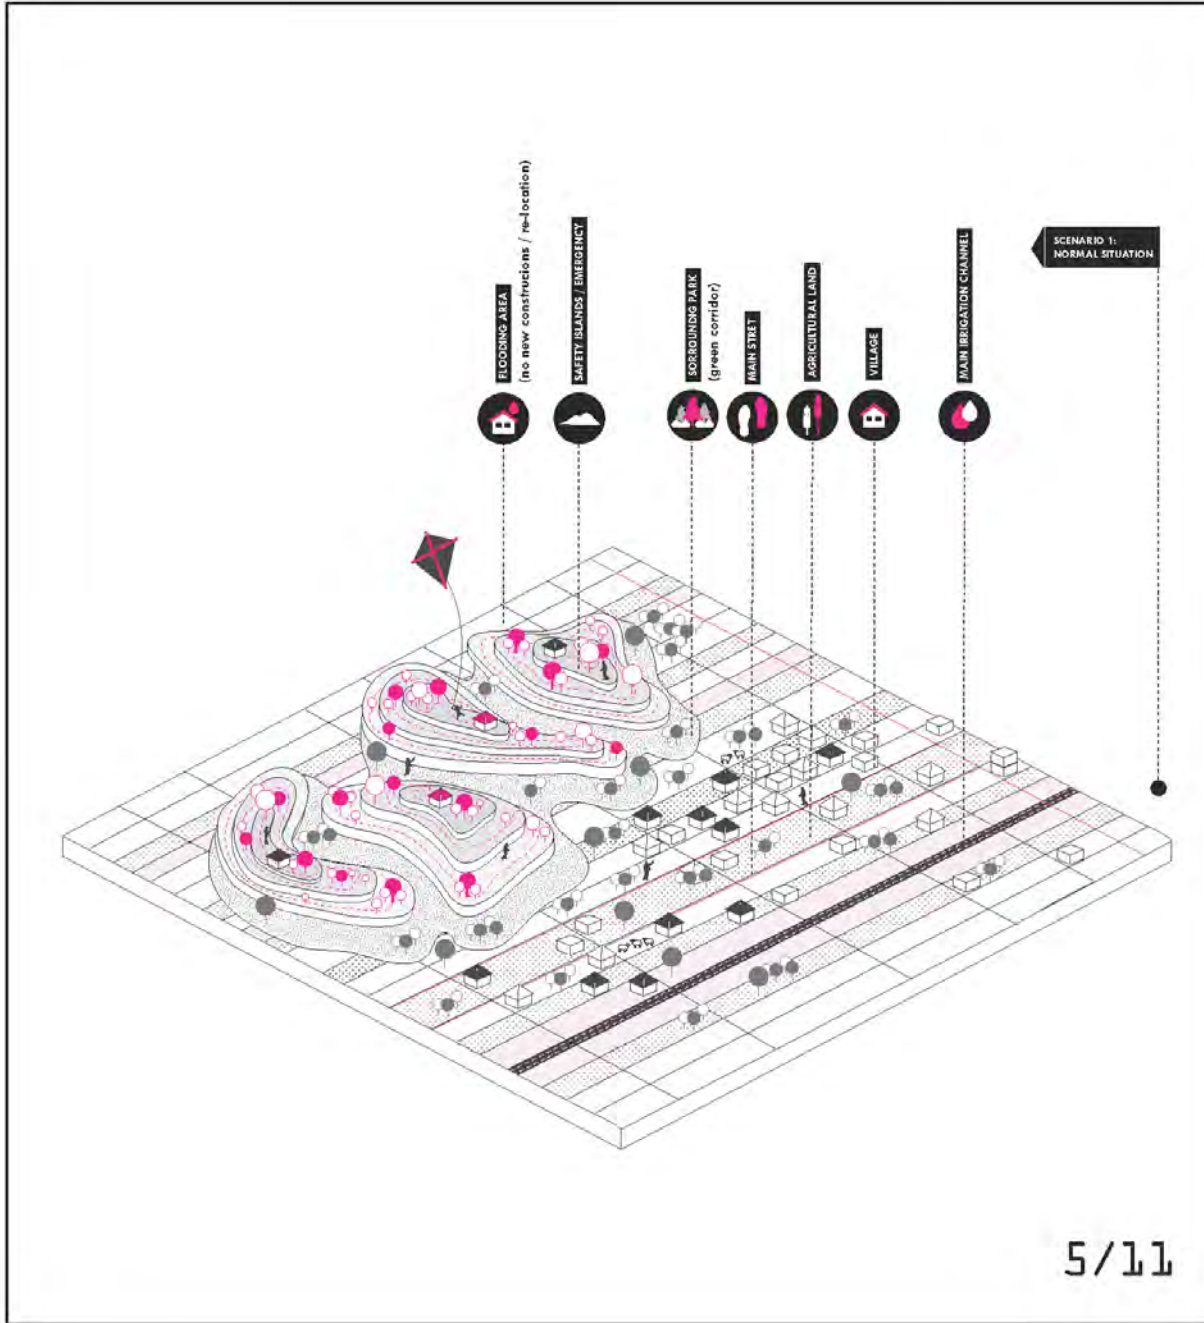 FLOODING AREA
(no new construcions / re-location)
SAFETY ISLANDS / EMERGENCY
SORROUNDIG PARK
(green corridor)
MAIN STRET
AGRICULTURAL LAND
VILLAGE
MAIN IRRIGATION CHANNEL
SCENARIO 1:
NORMAL SITUATION
5/11